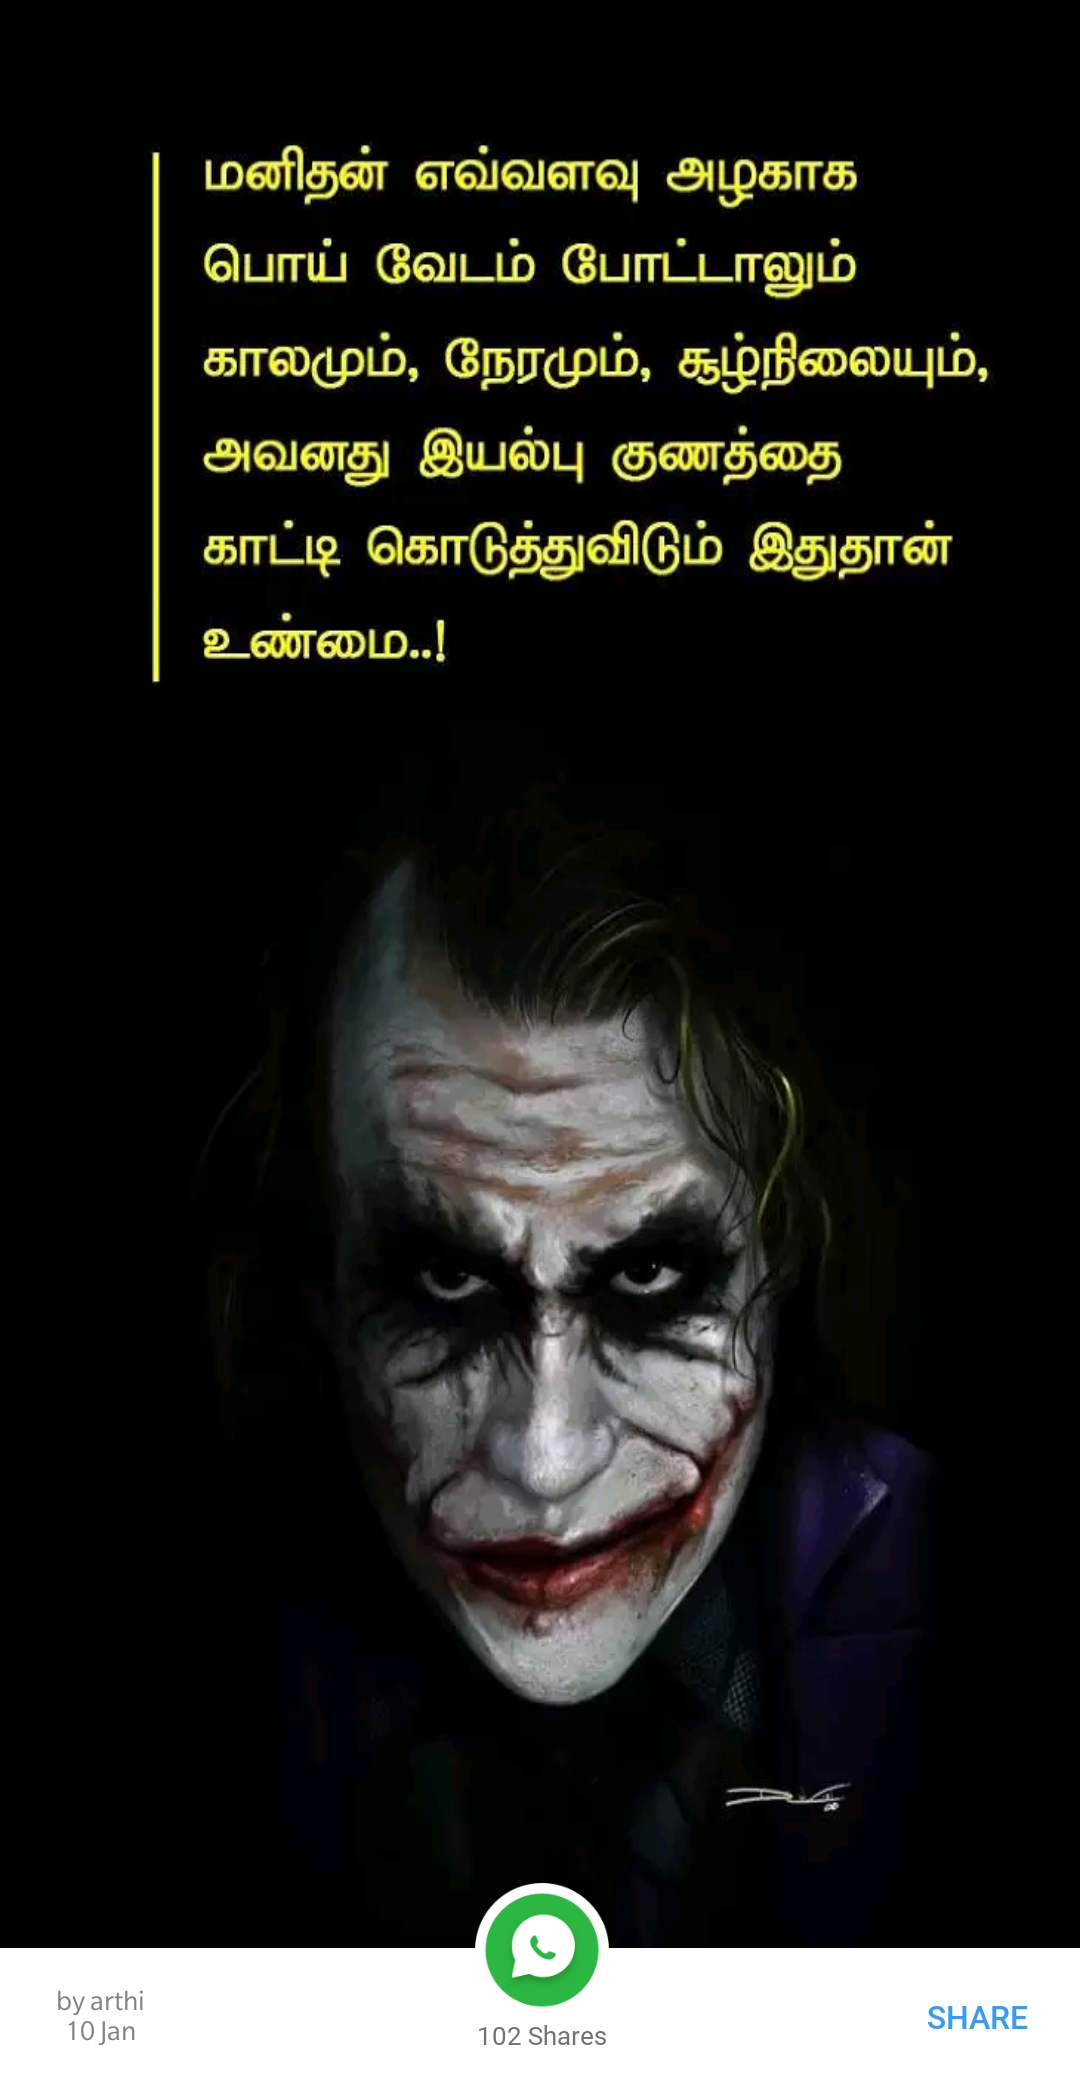 மனிதன் எவ்வளவு அழகாக
பொய் வேடம் போட்டாலும்
காலமும், நேரமும், சூழ்நிலையும்,
அவனது இயல்பு குணத்தை
காட்டி கொடுத்துவிடும் இதுதான்
உண்மை..!
by arthi
10 Jan
102 Shares
SHARE